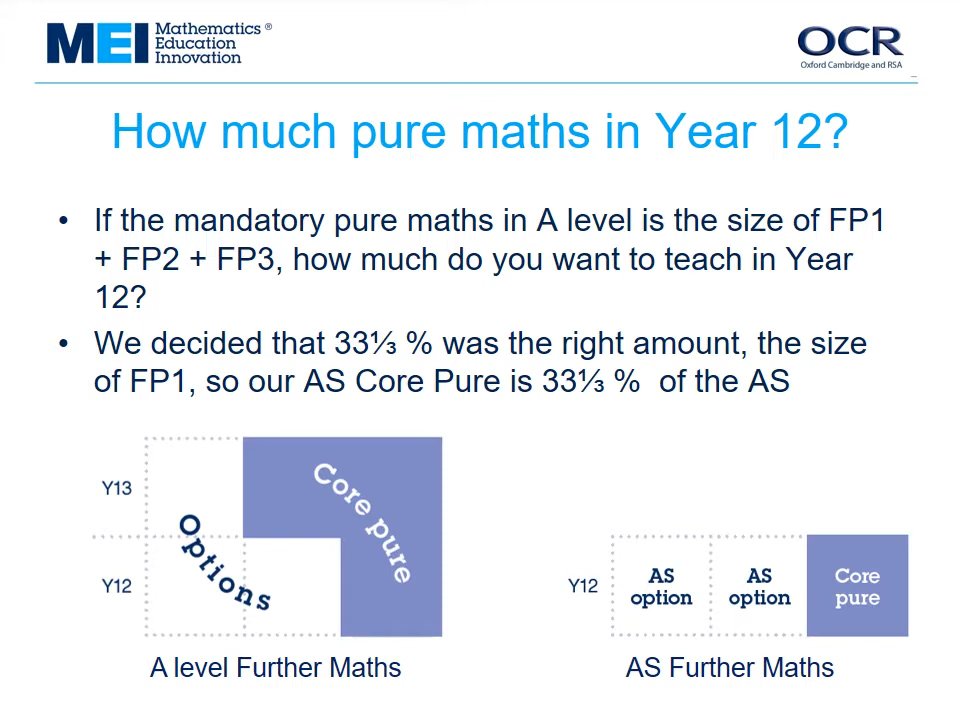 MEI Mathematics ®
Education
Innovation
OCR
Oxford Cambridge and RSA
How much pure maths in Year 12?
• If the mandatory pure maths in A level is the size of FP1
+ FP2 + FP3, how much do you want to teach in Year
12?
• We decided that 33⅓ % was the right amount, the size
of FP1, so our AS Core Pure is 33⅓ % of the AS
Y13
Core pure
Options
Y12
A level Further Maths
Y12
AS
option
AS
option
Core
pure
AS Further Maths